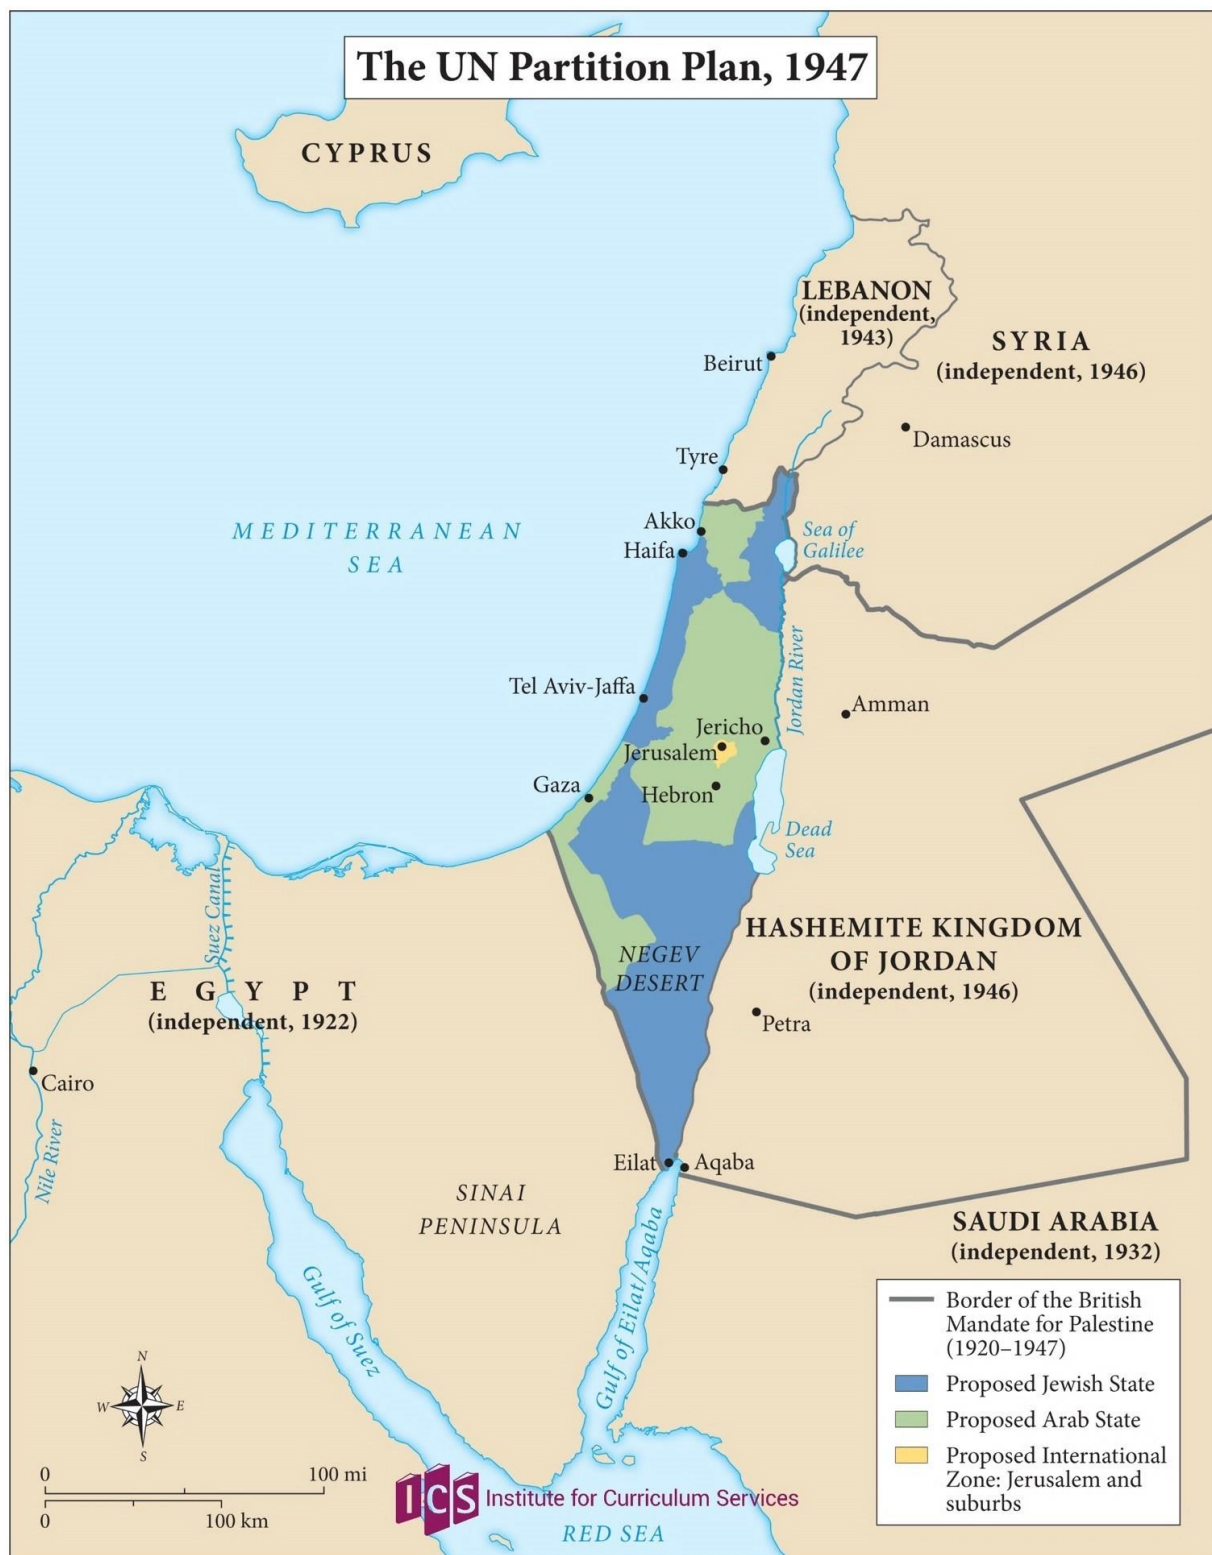 The UN Partition Plan, 1947
CYPRUS
LEBANON
(independent,
1943)
SYRIA
(independent, 1946)
Beirut
Damascus
Tyre
MEDITERRANEAN
SEA
Akko
Haifa
Sea of
Galilee
Jordan River
Tel Aviv-Jaffa
Amman
Jericho
Jerusalem
Gaza
Hebron
Dead
Sea
Suez Canal
HASHEMITE KINGDOM
OF JORDAN
(independent, 1946)
NEGEV
DESERT
EGYPT
(independent, 1922)
Petra
Cairo
Nile River
Eilat
Aqaba
SINAI
PENINSULA
Gulf of Suez
Gulf of Eilat/Aqaba
SAUDI ARABIA
(independent, 1932)
Border of the British
Mandate for Palestine
(1920–1947)
Proposed Jewish State
Proposed Arab State
Proposed International
Zone: Jerusalem and
suburbs
N
W E
S
0 100 mi
0 100 km
ICS Institute for Curriculum Services
RED SEA